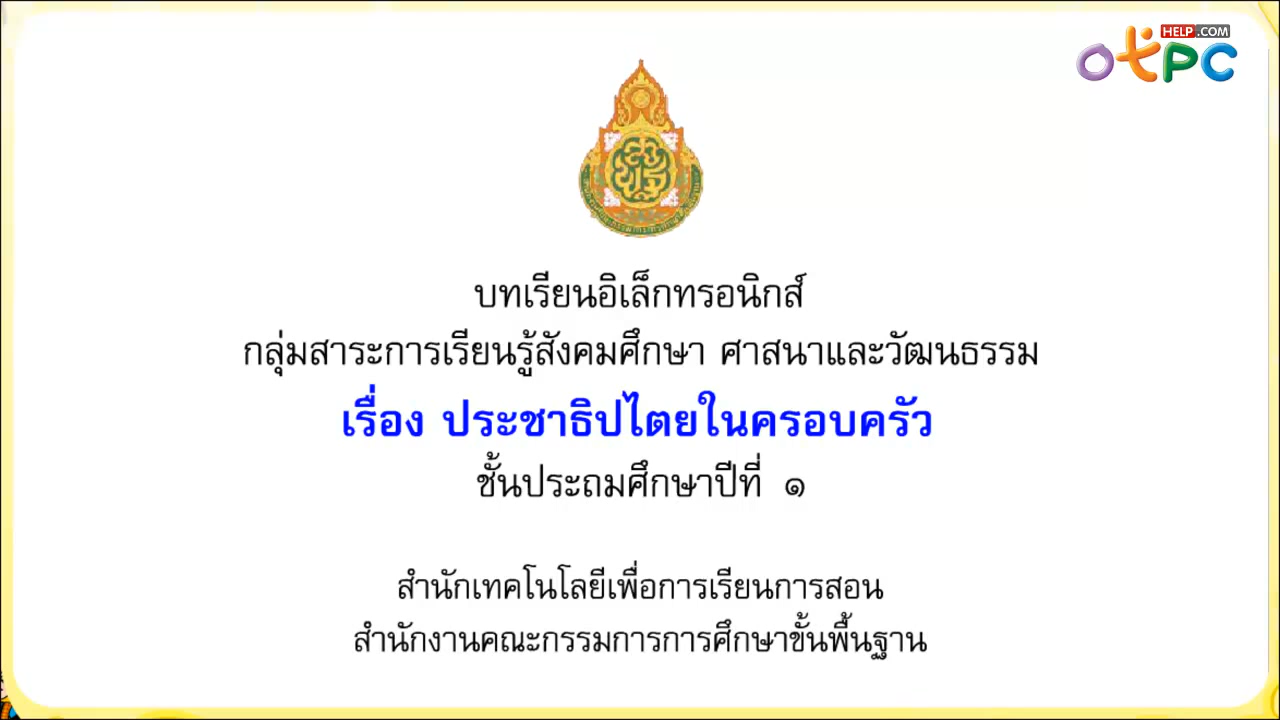 HELP.COM
OTPC
บทเรียนอิเล็กทรอนิกส์
กลุ่มสาระการเรียนรู้สังคมศึกษา ศาสนาและวัฒนธรรม
เรื่อง ประชาธิปไตยในครอบครัว
ชั้นประถมศึกษาปีที่ ๑
สำนักเทคโนโลยีเพื่อการเรียนการสอน
สำนักงานคณะกรรมการการศึกษาขั้นพื้นฐาน